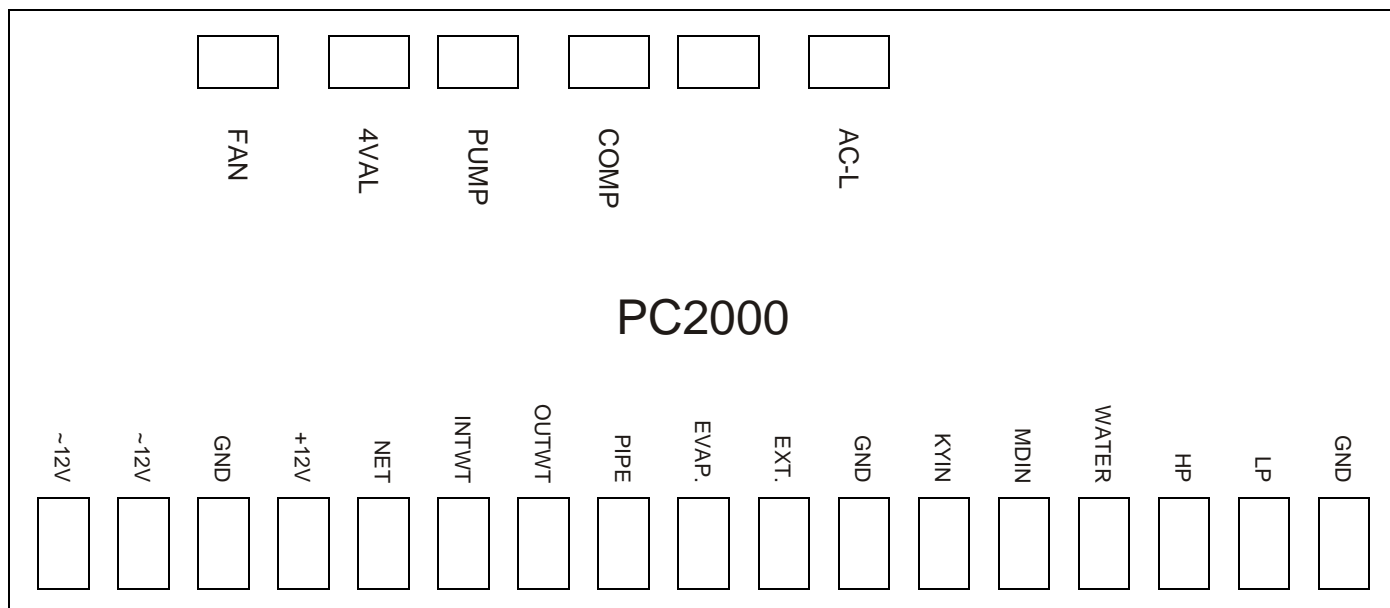 FAN
4VAL
PUMP
COMP
AC-L
PC2000
~12V
~12V
GND
+12V
NET
INTWT
OUTWT
PIPE
EVAP.
EXT.
GND
KYIN
MDIN
WATER
HP
LP
GND